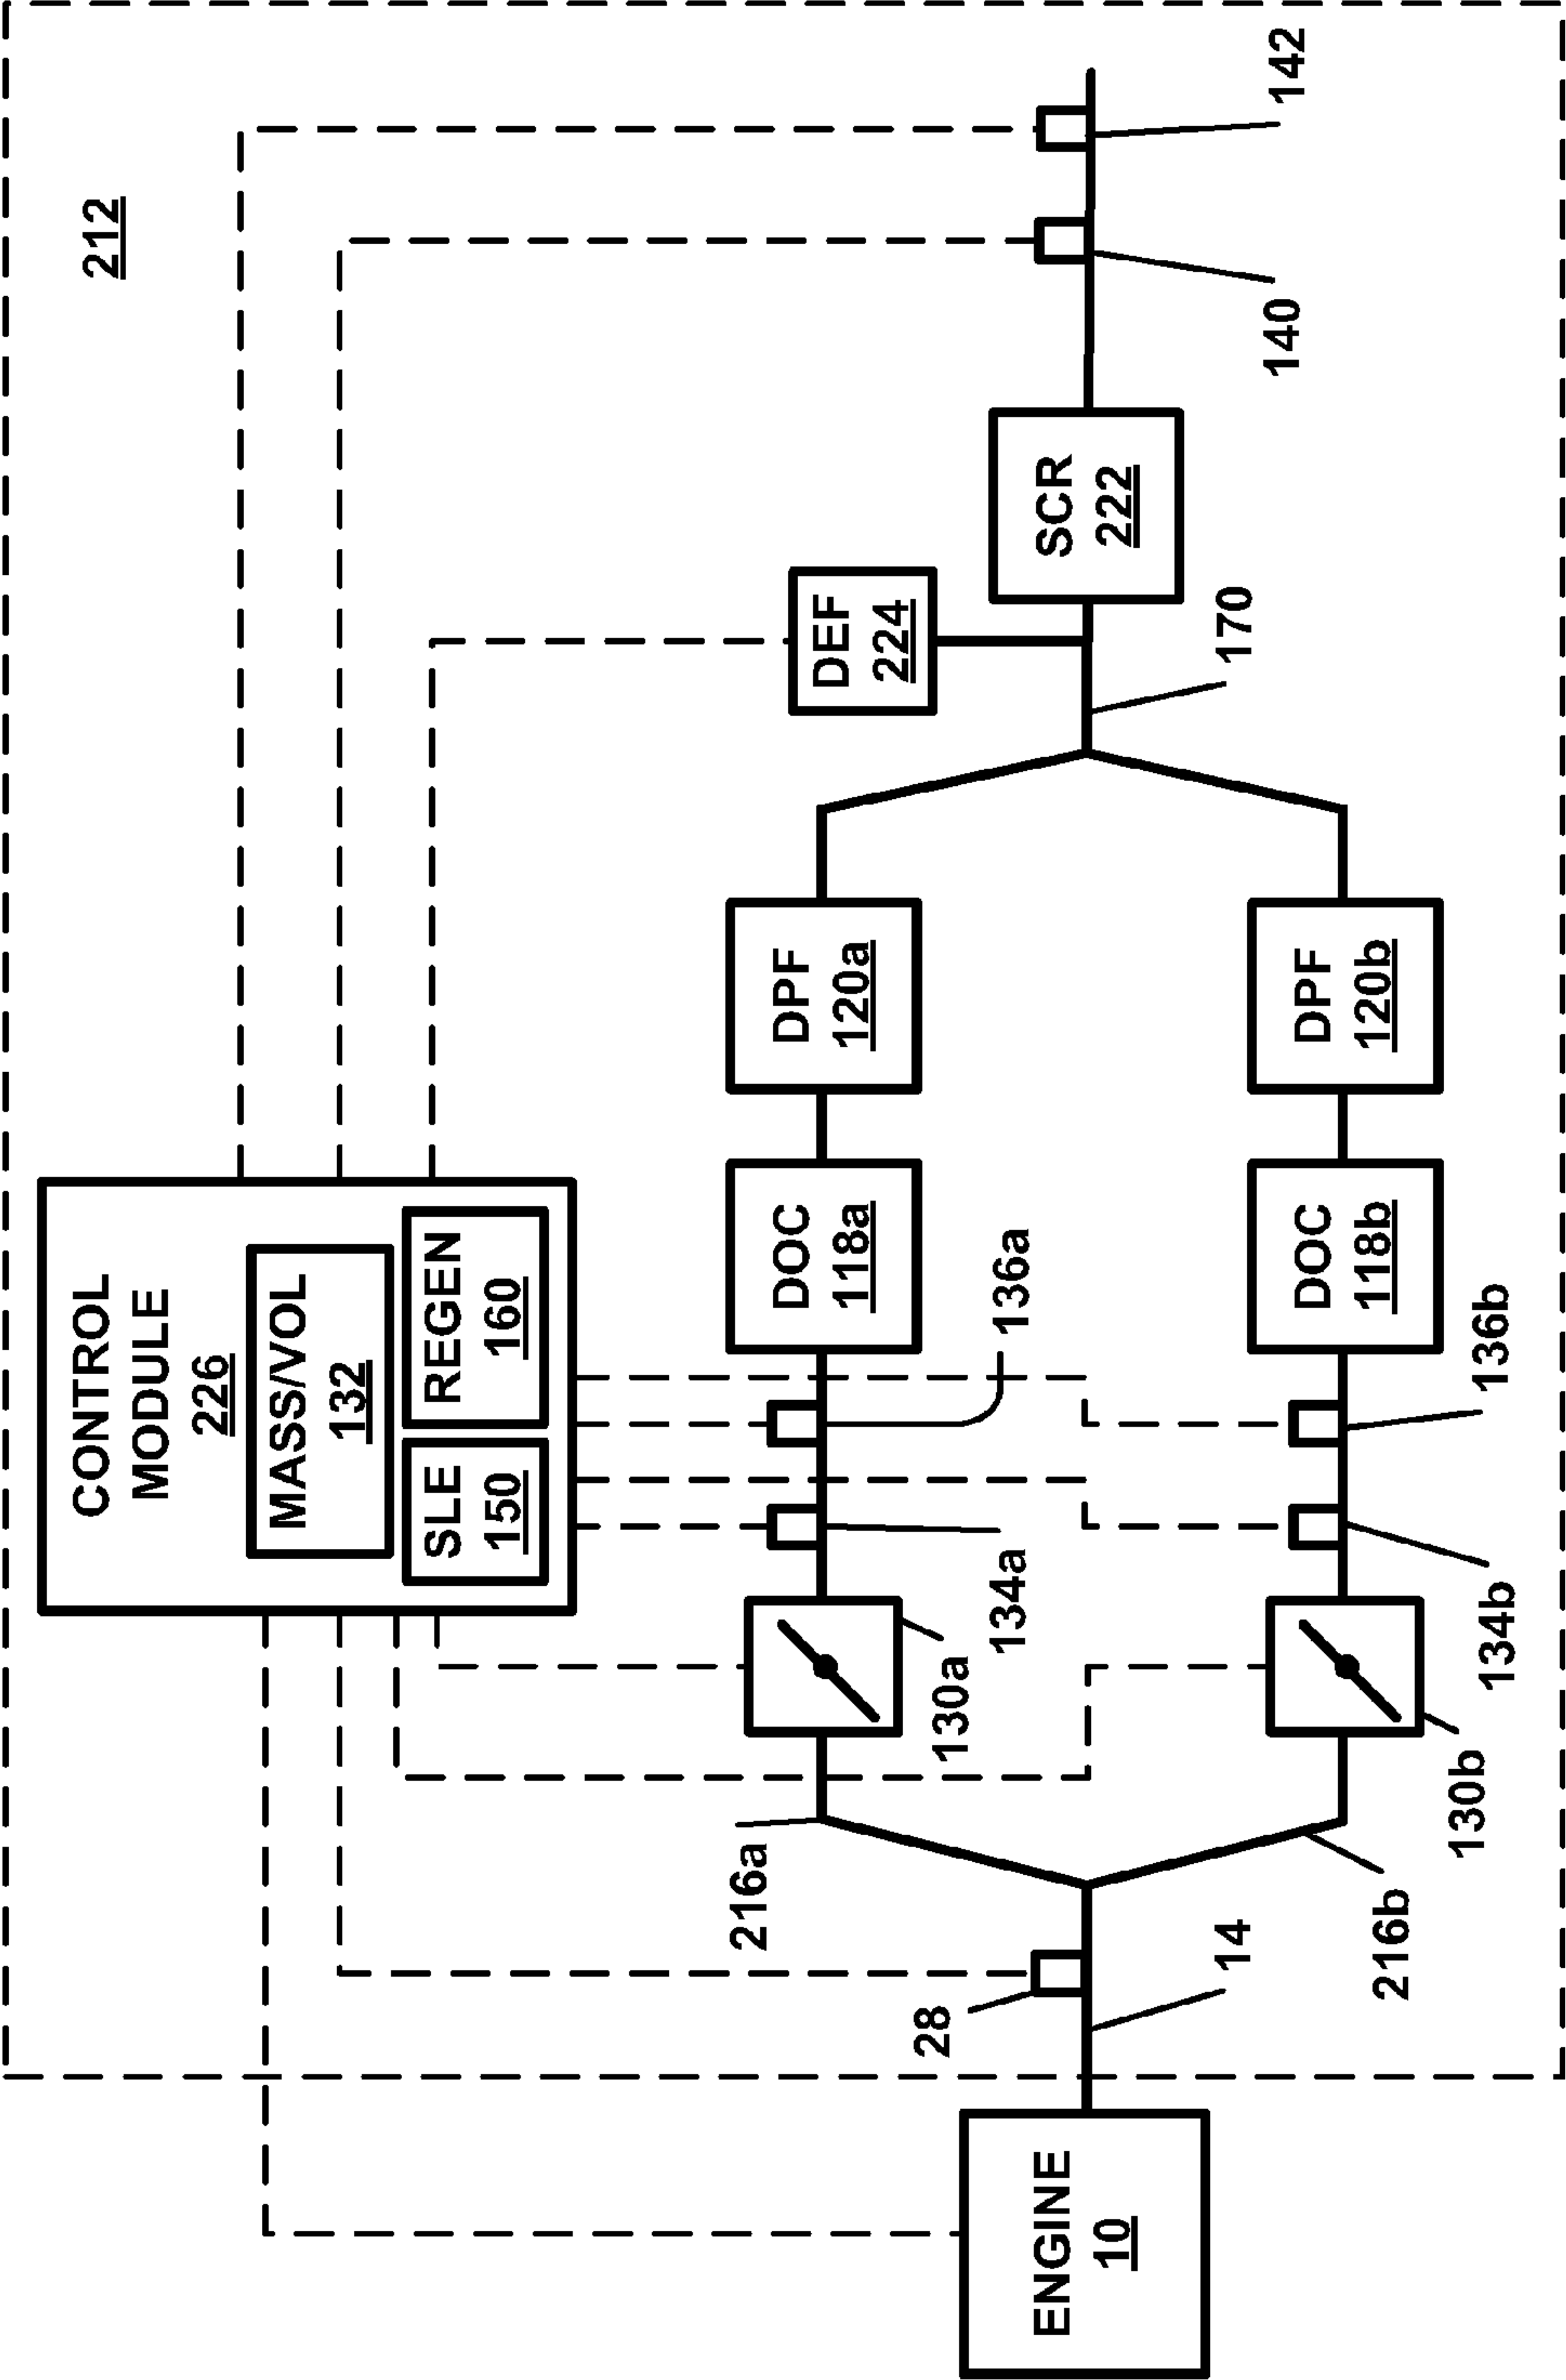 212
CONTROL
MODULE
226
MASS/VOL
132
SLE
150
REGEN
160
DEF
224
216a
130a
134a
136a
DOC
118a
DPF
120a
ENGINE
10
28
14
170
SCR
222
140
142
216b
130b
134b
136b
DOC
118b
DPF
120b